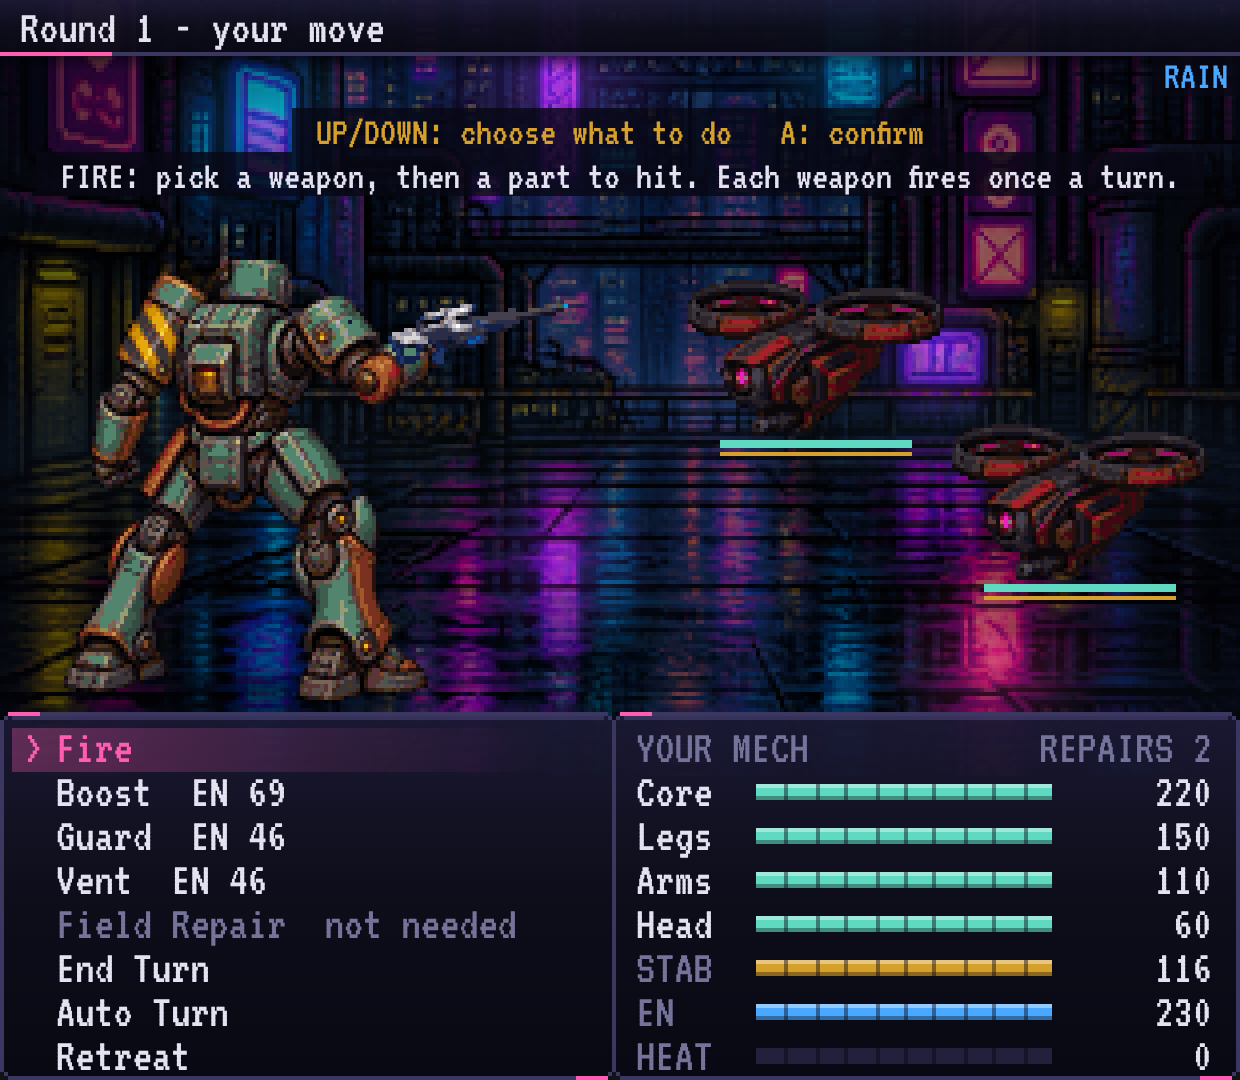 Round 1 - your move
RAIN
UP/DOWN: choose what to do A: confirm
FIRE: pick a weapon, then a part to hit. Each weapon fires once a turn.
> Fire
Boost EN 69
Guard EN 46
Vent EN 46
Field Repair not needed
End Turn
Auto Turn
Retreat
YOUR MECH REPAIRS 2
Core 220
Legs 150
Arms 110
Head 60
STAB 116
EN 230
HEAT 0